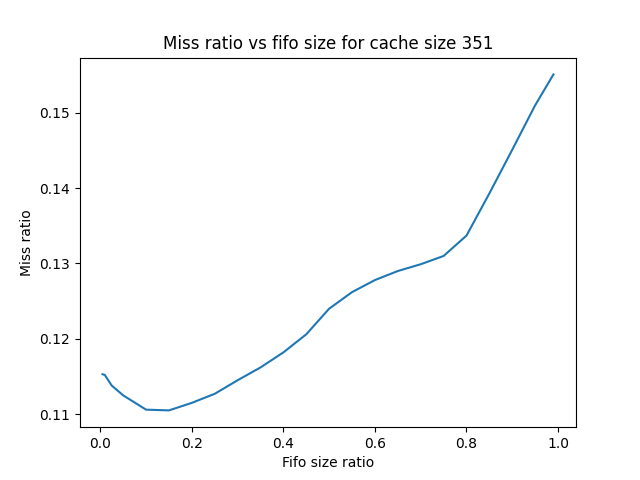 Miss ratio vs fifo size for cache size 351
0.15
0.14
0.13
0.12
0.11
Miss ratio
0.0 0.2 0.4 0.6 0.8 1.0
Fifo size ratio